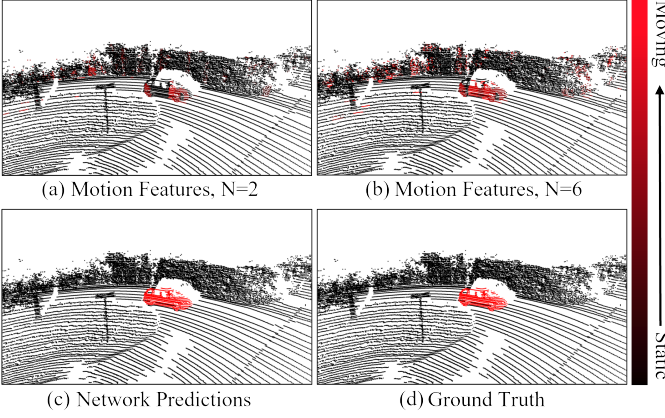 (a) Motion Features, N=2
(b) Motion Features, N=6
(c) Network Predictions
(d) Ground Truth
Moving
Static